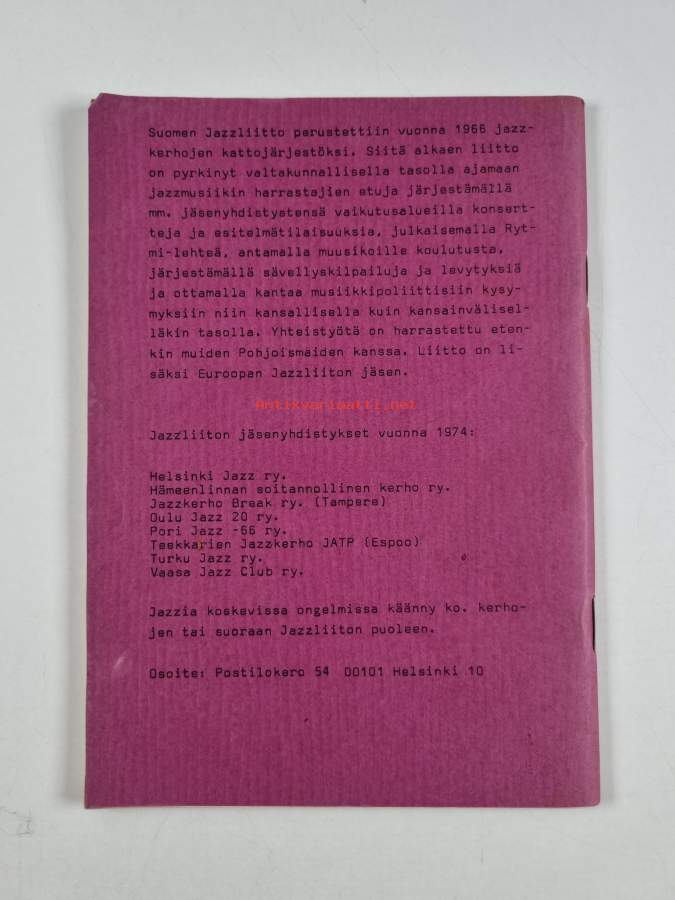 Suomen Jazzliitto perustettiin vuonna 1966 jazz-
kerhojen kattojärjestöksi. Siitä alkaen liitto
on pyrkinyt valtakunnallisella tasolla ajamaan
jazzmusiikin harrastajien etuja järjestämällä
mm. jäsenyhdistystensä vaikutusalueilla konsert-
teja ja esitelmätilaisuuksia, julkaisemalla Ryt-
mi-lehteä, antamalla muusikoille koulutusta,
järjestämällä sävellyskilpailuja ja levytyksiä
ja ottamalla kantaa musiikkipoliittisiin kysy-
myksiin niin kansallisella kuin kansainvälisel-
läkin tasolla. Yhteistyötä on harrastettu eten-
kin muiden Pohjoismaiden kanssa. Liitto on li-
säksi Euroopan Jazzliiton jäsen.
Antikvariaatti.net
Jazzliiton jäsenyhdistykset vuonna 1974:
Helsinki Jazz ry.
Hämeenlinnan soitannollinen kerho ry.
Jazzkerho Break ry. (Tampere)
Oulu Jazz 20 ry.
Pori Jazz -66 ry.
Teekkarien Jazzkerho JATP (Espoo)
Turku Jazz ry.
Vaasa Jazz Club ry.
Jazzia koskevissa ongelmissa käänny ko. kerho-
jen tai suoraan Jazzliiton puoleen.
Osoite: Postilokero 54 00101 Helsinki 10